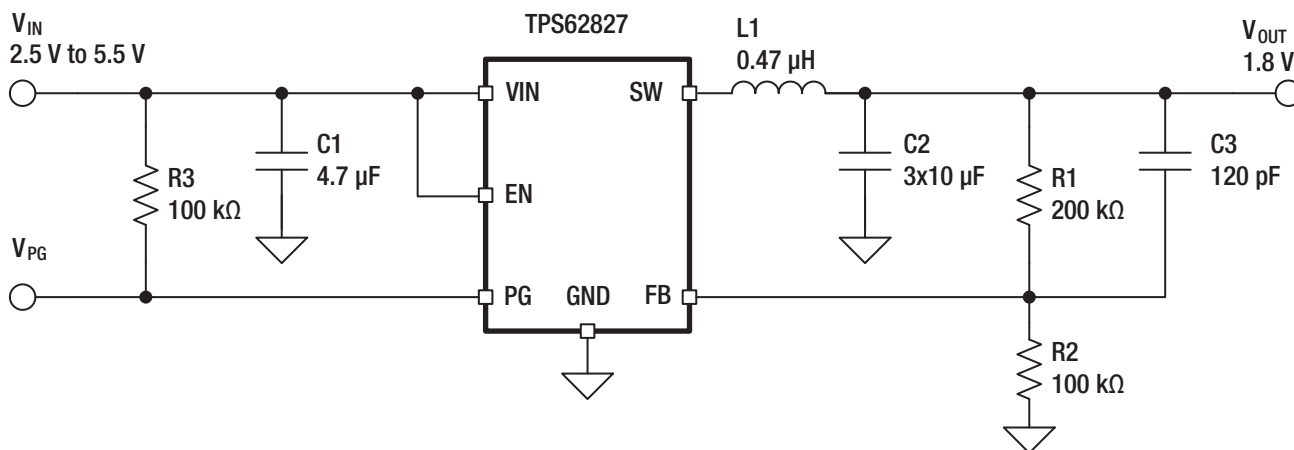 V_IN
2.5 V to 5.5 V
TPS62827
L1
0.47 µH
V_OUT
1.8 V
VIN
SW
R3
100 kΩ
C1
4.7 µF
EN
C2
3x10 µF
R1
200 kΩ
C3
120 pF
V_PG
PG
GND
FB
R2
100 kΩ